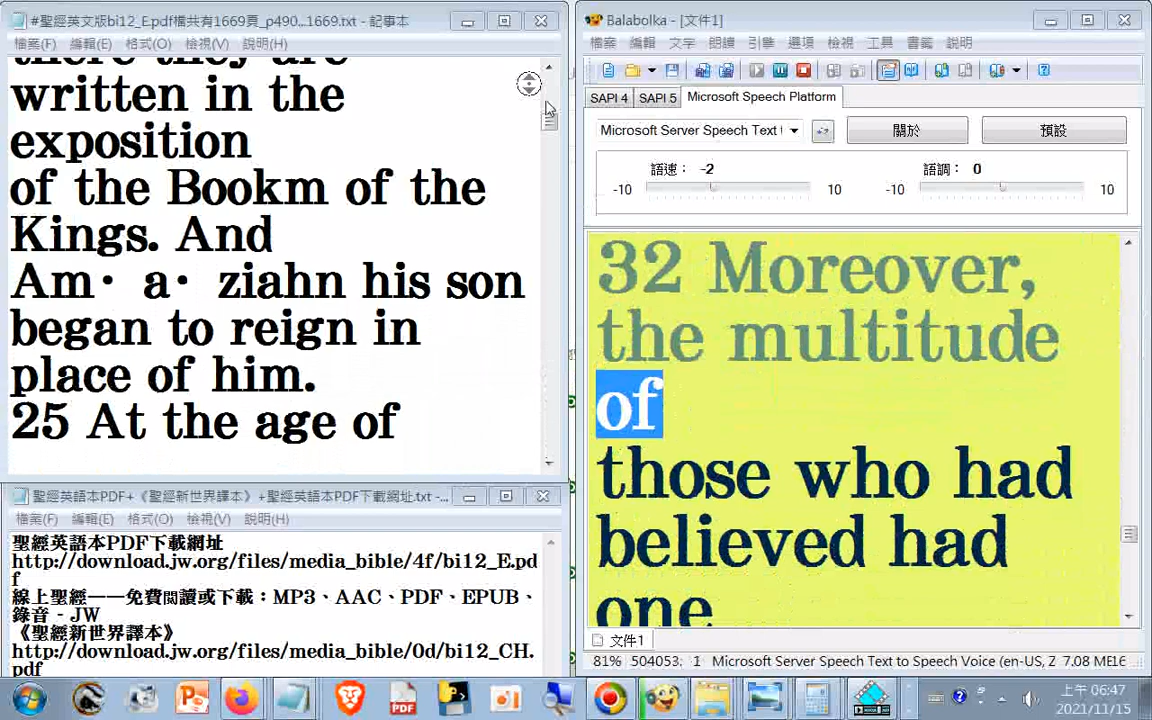 #聖經英文版bi12_E.pdf檔共有1669頁_p490...1669.txt - 記事本
檔案(F) 編輯(E) 格式(O) 檢視(V) 說明(H)
there they are
written in the
exposition
of the Bookm of the
Kings. And
Am· a· ziahn his son
began to reign in
place of him.
25 At the age of
聖經英語本PDF+《聖經新世界譯本》+聖經英語本PDF下載網址.txt -...
檔案(F) 編輯(E) 格式(O) 檢視(V) 說明(H)
聖經英語本PDF下載網址
http://download.jw.org/files/media_bible/4f/bi12_E.pd
f
線上聖經——免費閱讀或下載：MP3、AAC、PDF、EPUB、
錄音 - JW
《聖經新世界譯本》
http://download.jw.org/files/media_bible/0d/bi12_CH.
pdf
Balabolka - [文件1]
檔案 編輯 文字 朗讀 引擎 選項 檢視 工具 書籤 說明
SAPI 4 SAPI 5 Microsoft Speech Platform
Microsoft Server Speech Text 關於 預設
語速： -2 語調： 0
-10 10 -10 10
32 Moreover,
the multitude
of
those who had
believed had
one
文件1
81% 504053: 1 Microsoft Server Speech Text to Speech Voice (en-US, Z 7.08 ME16
上午 06:47
2021/11/15